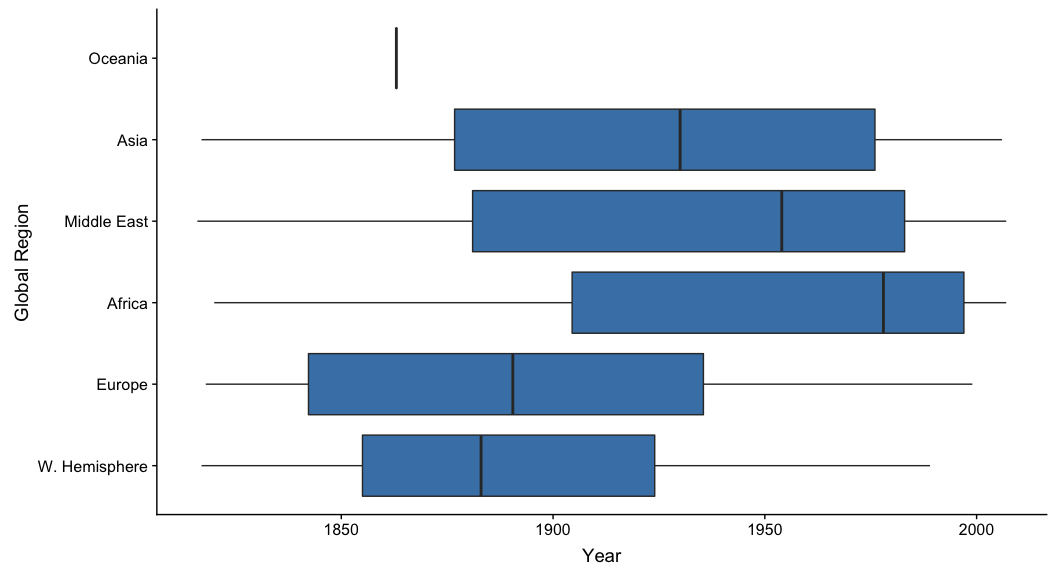 Oceania
Asia
Middle East
Africa
Europe
W. Hemisphere
Global Region
1850 1900 1950 2000
Year